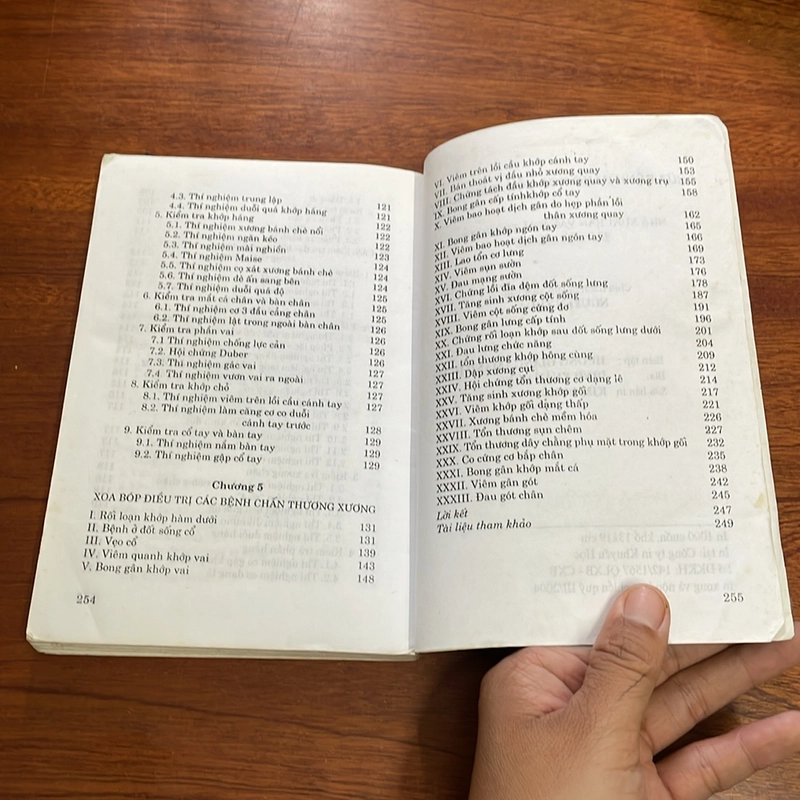 4.3. Thí nghiệm trung lập 121
4.4. Thí nghiệm duỗi quá khớp háng 121
5. Kiểm tra khớp háng 122
5.1. Thí nghiệm xương bánh chè nổi 122
5.2. Thí nghiệm ngăn kéo 122
5.3. Thí nghiệm mài nghiền 123
5.4. Thí nghiệm Maise 124
5.5. Thí nghiệm cọ xát xương bánh chè 124
5.6. Thí nghiệm dè ấn sang bên 124
5.7. Thí nghiệm duỗi quá độ 125
6. Kiểm tra mắt cá chân và bàn chân 125
6.1. Thí nghiệm cơ 3 đầu cẳng chân 125
6.2. Thí nghiệm lật trong ngoài bàn chân 126
7. Kiểm tra phần vai 126
7.1 Thí nghiệm chống lực cản 126
7.2. Hội chứng Duber 126
7.3. Thí nghiệm gác vai 127
7.4. Thí nghiệm vươn vai ra ngoài 127
8. Kiểm tra khớp chỏ 127
8.1. Thí nghiệm viêm trên lồi cầu cánh tay 127
8.2. Thí nghiệm làm căng cơ co duỗi
cánh tay trước 128
9. Kiểm tra cổ tay và bàn tay 129
9.1. Thí nghiệm nắm bàn tay 129
9.2. Thí nghiệm gập cổ tay 129
Chương 5
XOA BÓP ĐIỀU TRỊ CÁC BỆNH CHẤN THƯƠNG XƯƠNG
I. Rối loạn khớp hàm dưới 131
II. Bệnh ở đốt sống cổ 131
III. Vẹo cổ 139
IV. Viêm quanh khớp vai 143
V. Bong gân khớp vai 148
254
VI. Viêm trên lồi cầu khớp cánh tay 150
VII. Bán thoát vị đầu nhỏ xương quay 153
VIII. Chứng tách đầu khớp xương quay và xương trụ 155
IX. Bong gân cấp tínhkhớp cổ tay 158
X. Viêm bao hoạt dịch gân do hẹp phần lồi
thân xương quay 162
XI. Bong gân khớp ngón tay 165
XII. Viêm bao hoạt dịch gân ngón tay 166
XIII. Lao tổn cơ lưng 169
XIV. Viêm sụn sườn 173
XV. Đau mạng sườn 176
XVI. Chứng lồi đĩa đệm đốt sống lưng 178
XVII. Tăng sinh xương cột sống 187
XVIII. Viêm cột sống cứng đơ 191
XIX. Bong gân lưng cấp tính 196
XX. Chứng rối loạn khớp sau đốt sống lưng dưới 201
XXI. Đau lưng chức năng 204
XXII. tổn thương khớp hông cùng 209
XXIII. Dập xương cụt 212
XXIV. Hội chứng tổn thương cơ dạng lê 214
XXV. Tăng sinh xương khớp gối 217
XXVI. Viêm khớp gối dạng thấp 221
XXVII. Xương bánh chè mềm hóa 226
XXVIII. Tổn thương sụn chêm 227
XXIX. Tổn thương dây chằng phụ mặt trong khớp gối 232
XXX. Co cứng cơ bắp chân 235
XXXI. Bong gân khớp mắt cá 238
XXXII. Viêm gân gót 242
XXXIII. Đau gót chân 245
Lời kết 247
Tài liệu tham khảo 249
255